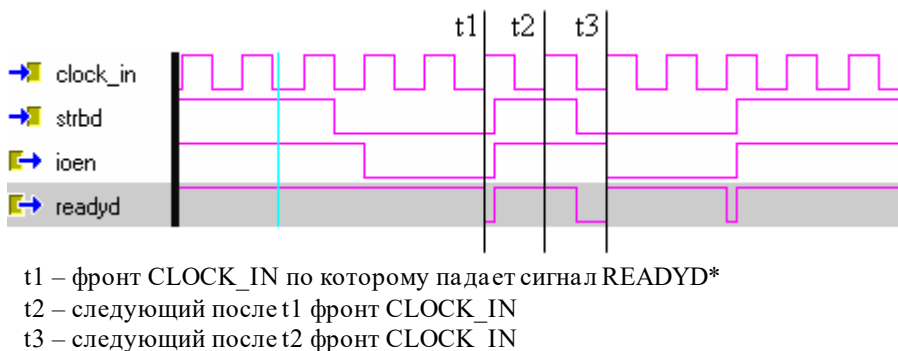 t1 t2 t3
clock_in
strbd
ioen
readyd
t1 – фронт CLOCK_IN по которому падает сигнал READYD*
t2 – следующий после t1 фронт CLOCK_IN
t3 – следующий после t2 фронт CLOCK_IN